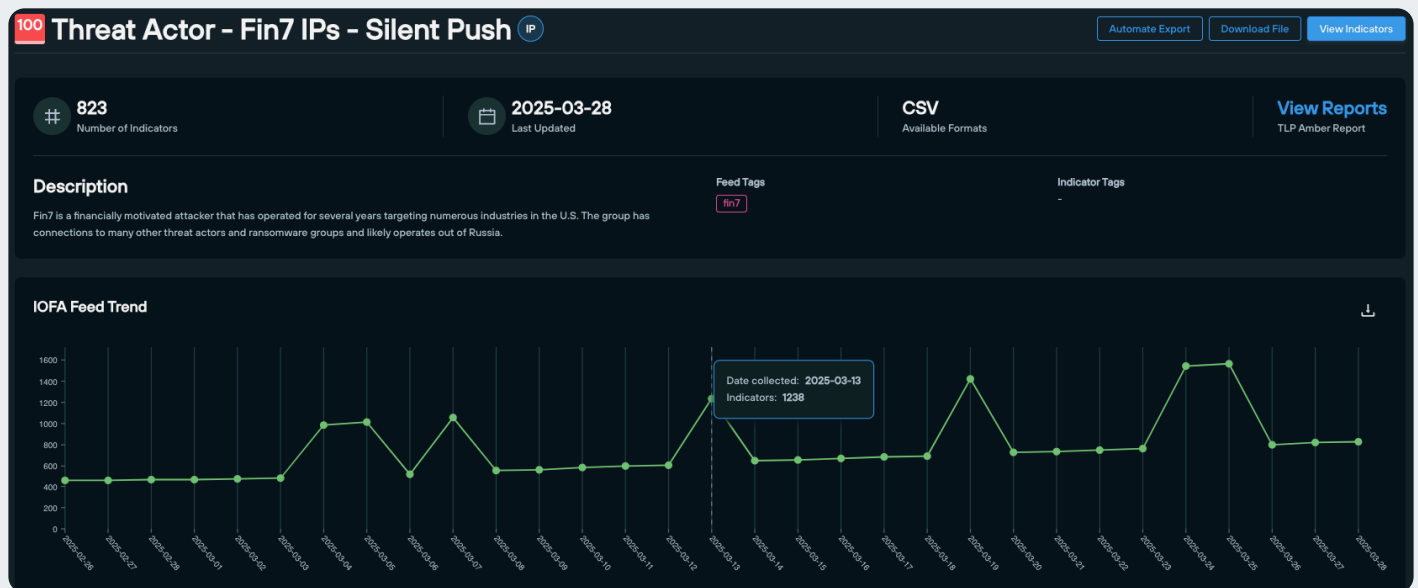 100 Threat Actor - Fin7 IPs - Silent Push IP
Automate Export
Download File
View Indicators
823
Number of Indicators
2025-03-28
Last Updated
CSV
Available Formats
View Reports
TLP Amber Report
Description
Fin7 is a financially motivated attacker that has operated for several years targeting numerous industries in the U.S. The group has
connections to many other threat actors and ransomware groups and likely operates out of Russia.
Feed Tags
fin7
Indicator Tags
-
IOFA Feed Trend
1600
1400
1200
1000
800
600
400
200
0
Date collected: 2025-03-13
Indicators: 1238
2025-02-26
2025-02-27
2025-02-28
2025-03-01
2025-03-02
2025-03-03
2025-03-04
2025-03-05
2025-03-06
2025-03-07
2025-03-08
2025-03-09
2025-03-10
2025-03-11
2025-03-12
2025-03-13
2025-03-14
2025-03-15
2025-03-16
2025-03-17
2025-03-18
2025-03-19
2025-03-20
2025-03-21
2025-03-22
2025-03-23
2025-03-24
2025-03-25
2025-03-26
2025-03-27
2025-03-28